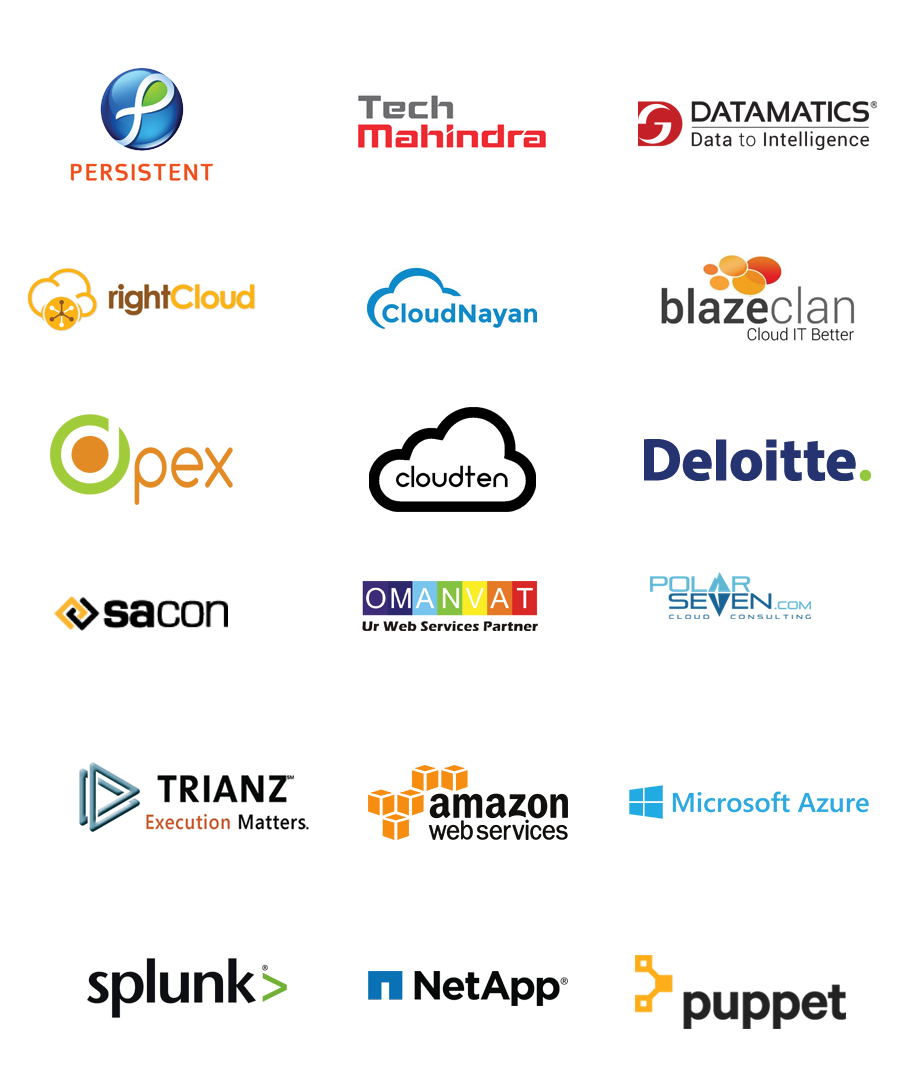 PERSISTENT
Tech
Mahindra
DATAMATICS®
Data to Intelligence
rightCloud
CloudNayan
blazeclan
Cloud IT Better
Opex
cloudten
Deloitte.
sacon
OMANVAT
Ur Web Services Partner
POLAR
SEVEN.COM
CLOUD CONSULTING
TRIANZ℠
Execution Matters.
amazon
web services
Microsoft Azure
splunk®>
NetApp®
puppet